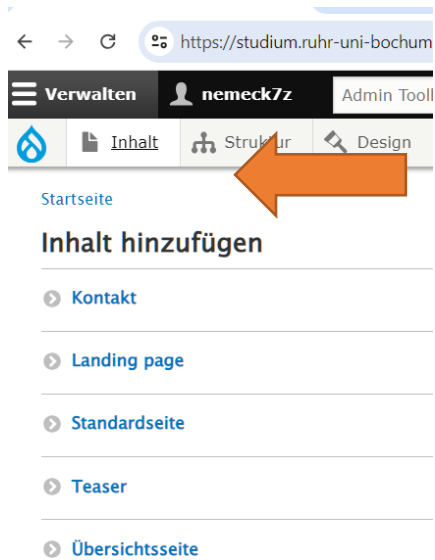 https://studium.ruhr-uni-bochum
Verwalten nemeck7z Admin Tool
Inhalt Struktur Design
Startseite
Inhalt hinzufügen
Kontakt
Landing page
Standardseite
Teaser
Übersichtsseite